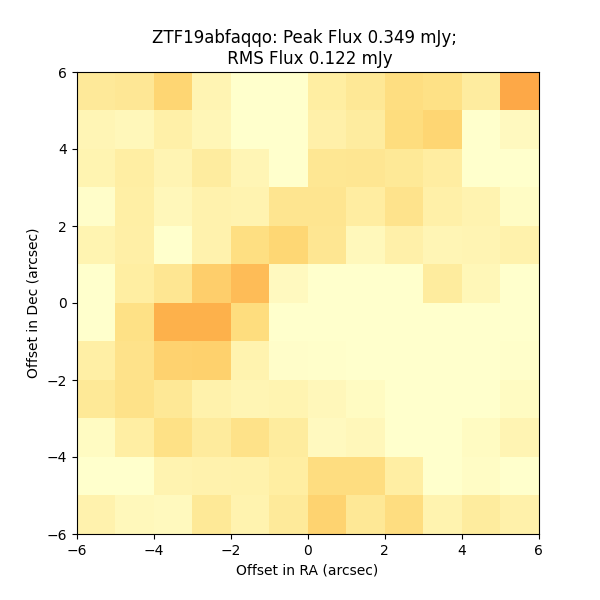 ZTF19abfaqqo: Peak Flux 0.349 mJy;
RMS Flux 0.122 mJy
6
4
2
0
−2
−4
−6
Offset in Dec (arcsec)
−6 −4 −2 0 2 4 6
Offset in RA (arcsec)